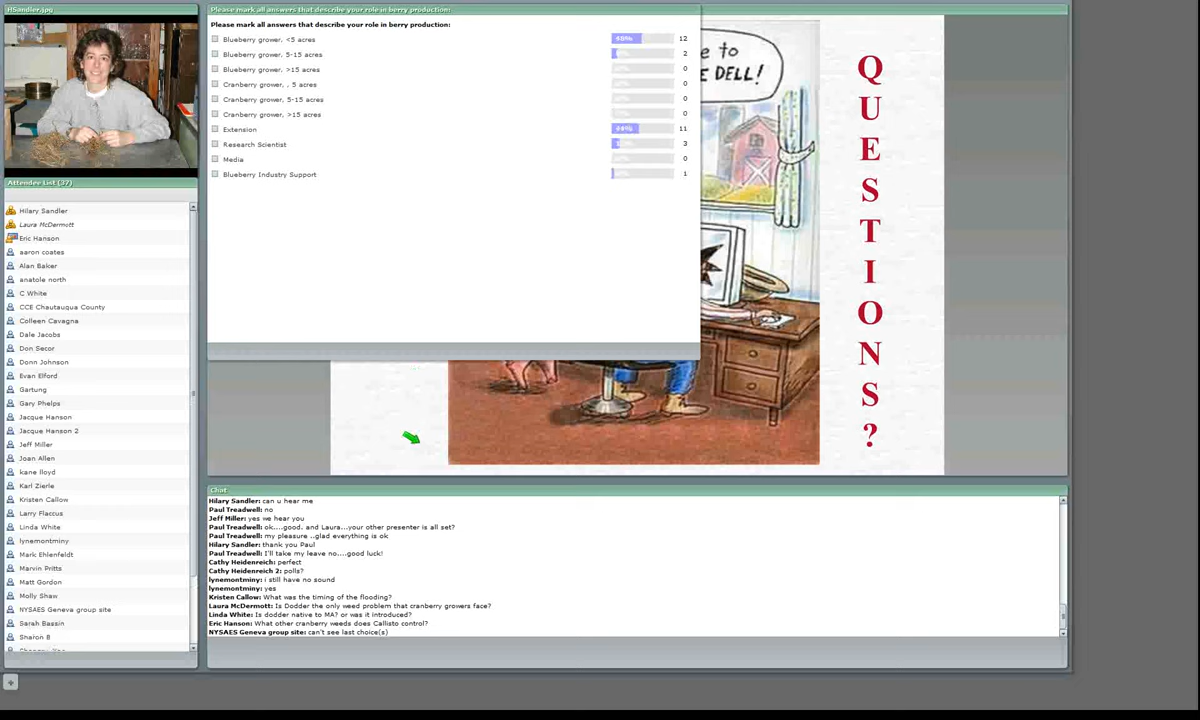 HSandler.jpg
Attendee List (37)
Hilary Sandler
Laura McDermott
Eric Hanson
aaron coates
Alan Baker
anatole north
C White
CCE Chautauqua County
Colleen Cavagna
Dale Jacobs
Don Secor
Donn Johnson
Evan Elford
Gartung
Gary Phelps
Jacque Hanson
Jacque Hanson 2
Jeff Miller
Joan Allen
kane lloyd
Karl Zierle
Kristen Callow
Larry Flaccus
Linda White
lynemontminy
Mark Ehlenfeldt
Marvin Pritts
Matt Gordon
Molly Shaw
NYSAES Geneva group site
Sarah Bassin
Sharon B
Please mark all answers that describe your role in berry production:
Please mark all answers that describe your role in berry production:
Blueberry grower, <5 acres 48% 12
Blueberry grower, 5-15 acres 2
Blueberry grower, >15 acres 0
Cranberry grower, , 5 acres 0
Cranberry grower, 5-15 acres 0
Cranberry grower, >15 acres 0
Extension 44% 11
Research Scientist 3
Media 0
Blueberry Industry Support 1
e to
E DELL!
QUESTIONS?
Chat
Hilary Sandler: can u hear me
Paul Treadwell: no
Jeff Miller: yes we hear you
Paul Treadwell: ok....good. and Laura...your other presenter is all set?
Paul Treadwell: my pleasure ..glad everything is ok
Hilary Sandler: thank you Paul
Paul Treadwell: I'll take my leave no....good luck!
Cathy Heidenreich: perfect
Cathy Heidenreich 2: polls?
lynemontminy: i still have no sound
lynemontminy: yes
Kristen Callow: What was the timing of the flooding?
Laura McDermott: Is Dodder the only weed problem that cranberry growers face?
Linda White: Is dodder native to MA? or was it introduced?
Eric Hanson: What other cranberry weeds does Callisto control?
NYSAES Geneva group site: can't see last choice(s)